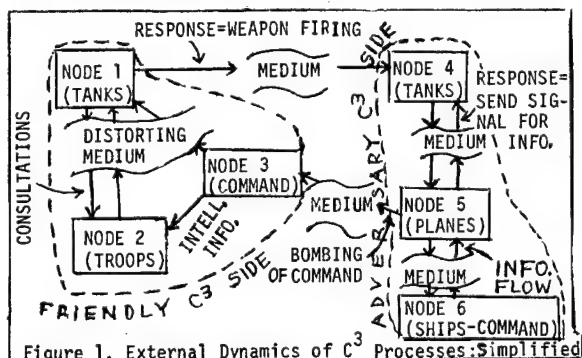 RESPONSE=WEAPON FIRING
NODE 1
(TANKS)
MEDIUM
NODE 4
(TANKS)
RESPONSE=
SEND SIG-
NAL FOR
INFO.
DISTORTING
MEDIUM
MEDIUM
CONSULTATIONS
NODE 3
(COMMAND)
NODE 2
(TROOPS)
INTELL.
INFO.
MEDIUM
NODE 5
(PLANES)
BOMBING
OF COMMAND
MEDIUM
INFO.
FLOW
NODE 6
(SHIPS-COMMAND)
FRIENDLY C³ SIDE
ADVERSARY C³ SIDE
Figure 1. External Dynamics of C³ Processes:Simplified